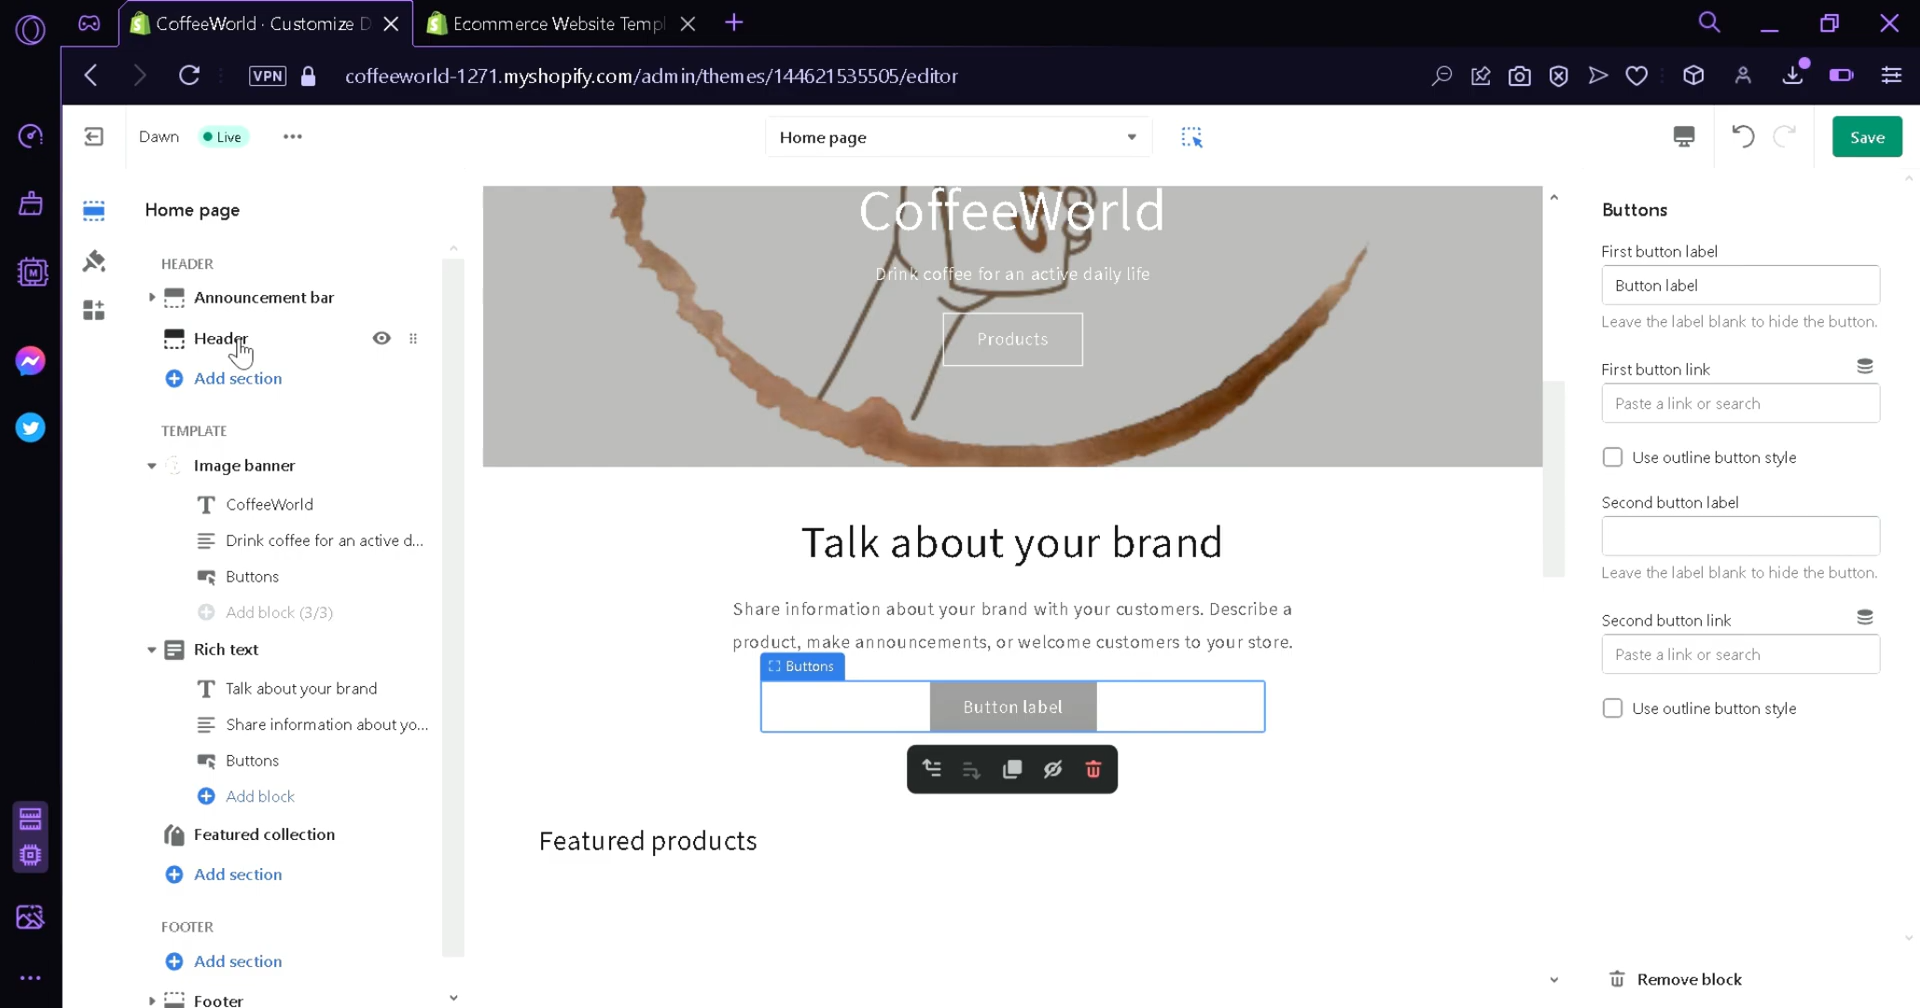 CoffeeWorld · Customize D
Ecommerce Website Templ
VPN
coffeeworld-1271.myshopify.com/admin/themes/144621535505/editor
Dawn
Live
Home page
Save
Home page
HEADER
Announcement bar
Header
Add section
TEMPLATE
Image banner
CoffeeWorld
Drink coffee for an active d...
Buttons
Add block (3/3)
Rich text
Talk about your brand
Share information about yo...
Buttons
Add block
Featured collection
Add section
FOOTER
Add section
Footer
CoffeeWorld
Drink coffee for an active daily life
Products
Talk about your brand
Share information about your brand with your customers. Describe a
product, make announcements, or welcome customers to your store.
Buttons
Button label
Featured products
Buttons
First button label
Button label
Leave the label blank to hide the button.
First button link
Paste a link or search
Use outline button style
Second button label
Leave the label blank to hide the button.
Second button link
Paste a link or search
Use outline button style
Remove block